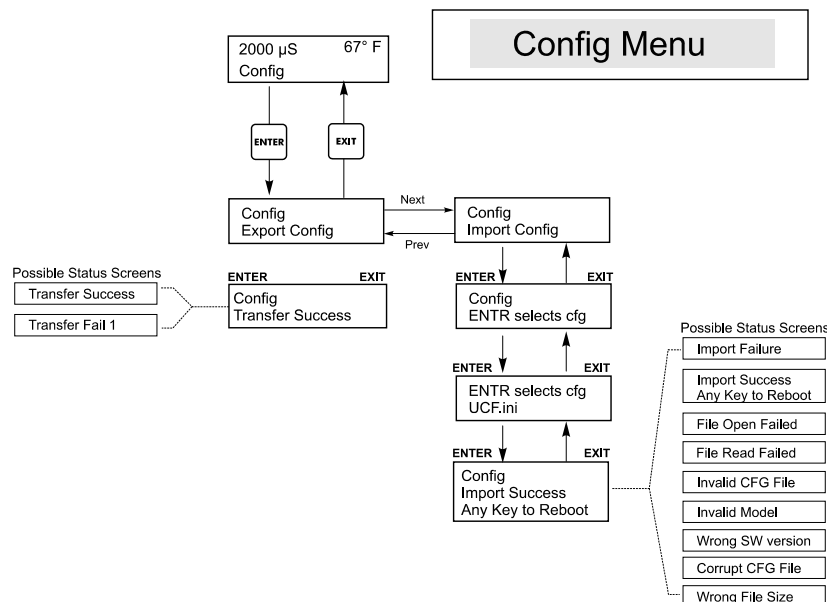 Config Menu
2000 µS 67° F
Config
ENTER EXIT
Config
Export Config
Next
Prev
Config
Import Config
Possible Status Screens
Transfer Success
Transfer Fail 1
ENTER EXIT
Config
Transfer Success
ENTER EXIT
Config
ENTR selects cfg
ENTER EXIT
ENTR selects cfg
UCF.ini
ENTER EXIT
Config
Import Success
Any Key to Reboot
Possible Status Screens
Import Failure
Import Success
Any Key to Reboot
File Open Failed
File Read Failed
Invalid CFG File
Invalid Model
Wrong SW version
Corrupt CFG File
Wrong File Size